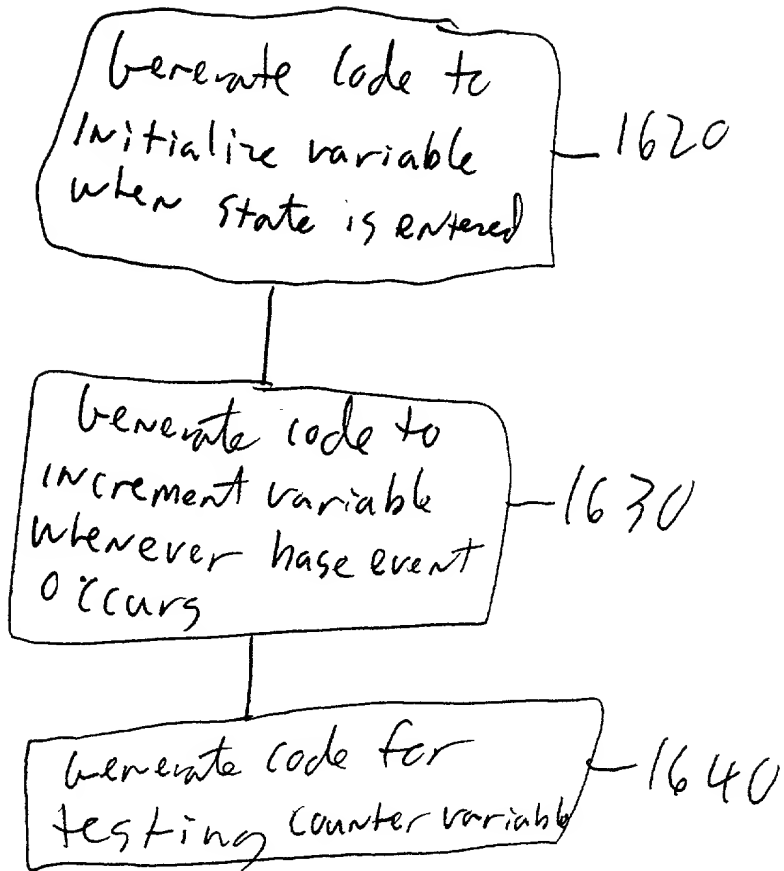 Generate code to
initialize variable
when state is entered
1620
Generate code to
increment variable
whenever base event
occurs
1630
Generate code for
testing counter variable
1640